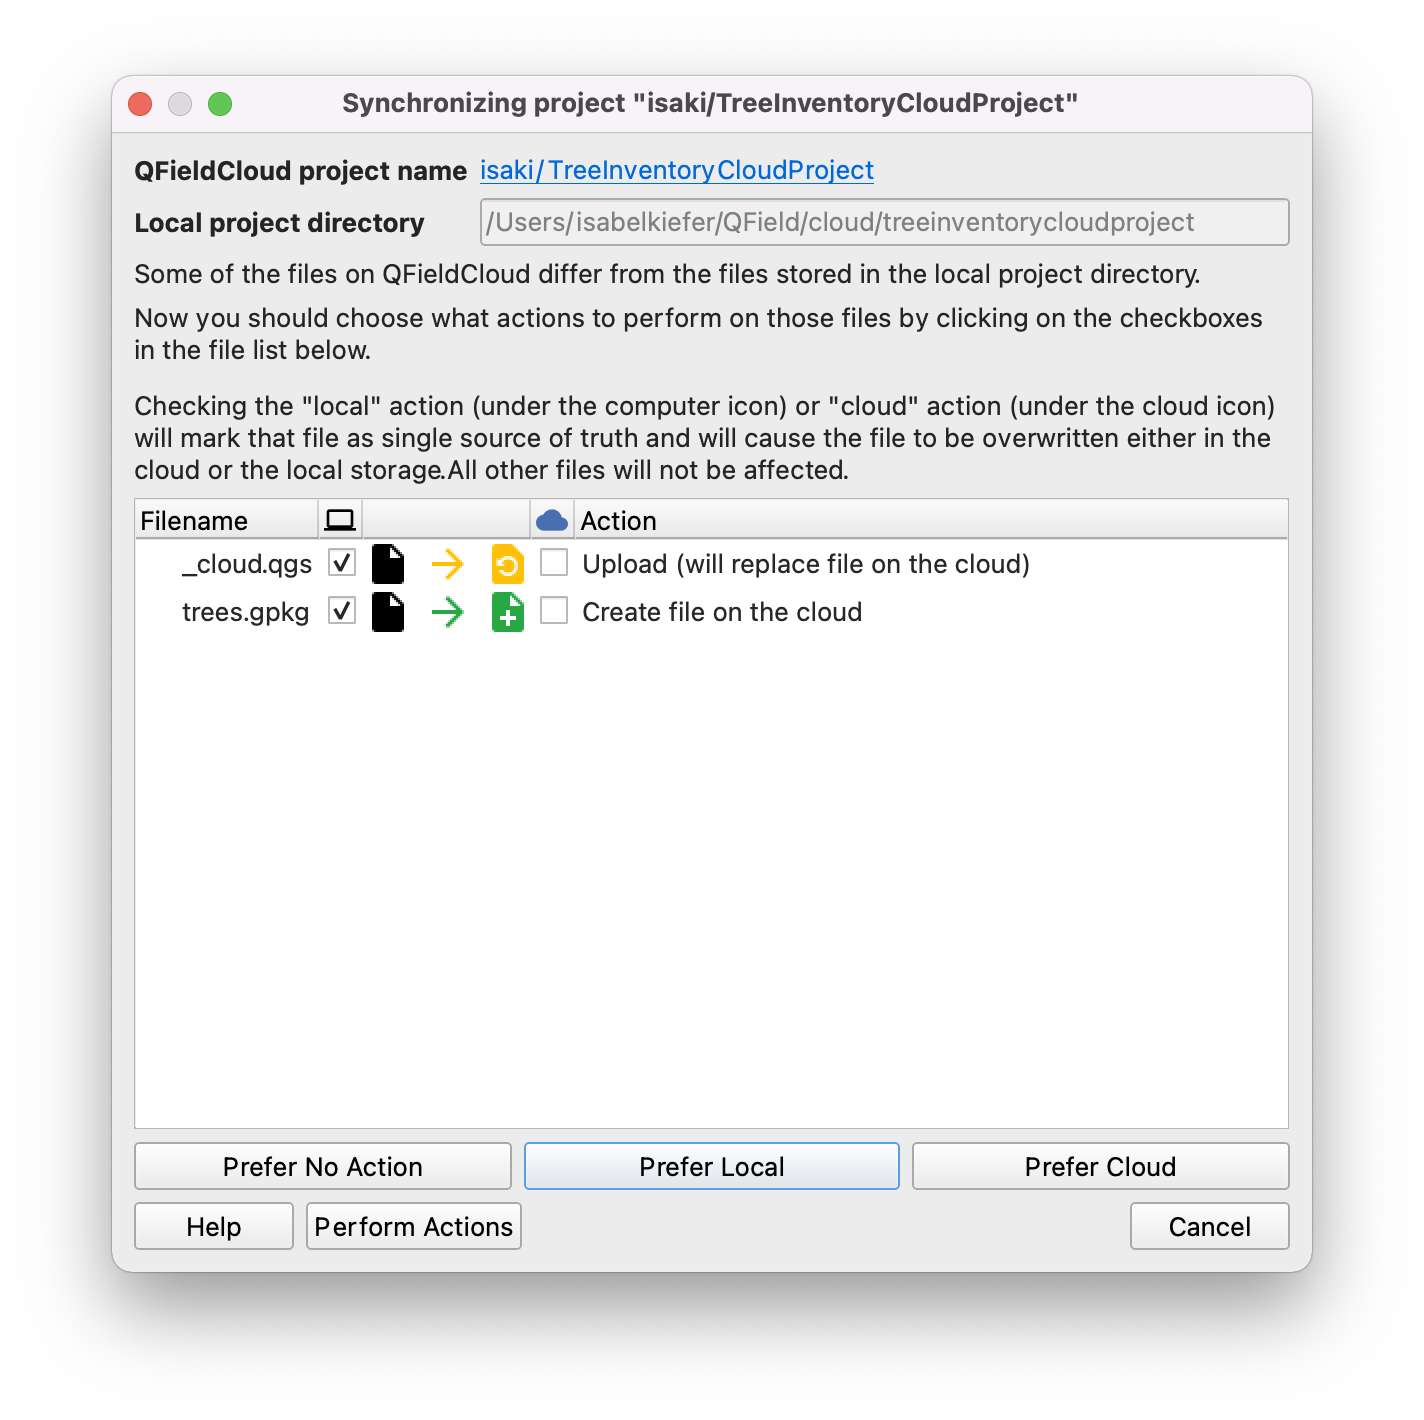 Synchronizing project "isaki/TreeInventoryCloudProject"
QFieldCloud project name isaki/TreeInventoryCloudProject
Local project directory /Users/isabelkiefer/QField/cloud/treeinventorycloudproject
Some of the files on QFieldCloud differ from the files stored in the local project directory.
Now you should choose what actions to perform on those files by clicking on the checkboxes
in the file list below.
Checking the "local" action (under the computer icon) or "cloud" action (under the cloud icon)
will mark that file as single source of truth and will cause the file to be overwritten either in the
cloud or the local storage.All other files will not be affected.
Filename Action
_cloud.qgs Upload (will replace file on the cloud)
trees.gpkg Create file on the cloud
Prefer No Action Prefer Local Prefer Cloud
Help Perform Actions Cancel